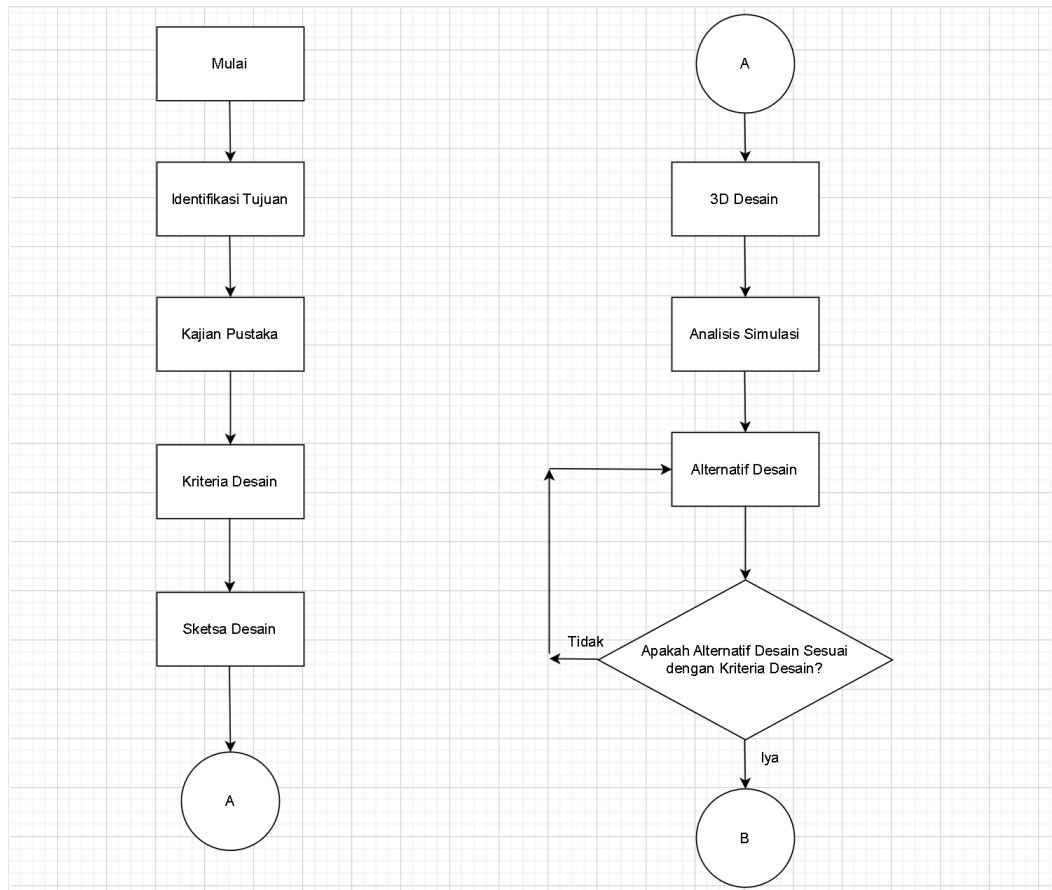 Mulai
Identifikasi Tujuan
Kajian Pustaka
Kriteria Desain
Sketsa Desain
A
A
3D Desain
Analisis Simulasi
Alternatif Desain
Tidak
Apakah Alternatif Desain Sesuai
dengan Kriteria Desain?
Iya
B